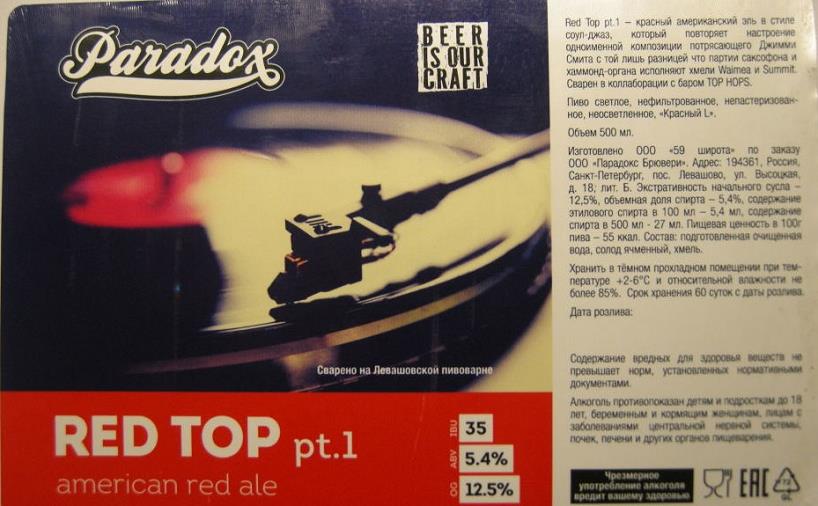 Paradox
BEER
IS OUR
CRAFT
Сварено на Левашовской пивоварне
RED TOP pt.1
american red ale
IBU 35
ABV 5.4%
OG 12.5%
Red Top pt.1 – красный американский эль в стиле
соул-джаз, который повторяет настроение
одноименной композиции потрясающего Джимми
Смита с той лишь разницей что партии саксофона и
хаммонд-органа исполняют хмели Waimea и Summit.
Сварен в коллаборации с баром TOP HOPS.
Пиво светлое, нефильтрованное, непастеризован-
ное, неосветленное, «Красный L».
Объем 500 мл.
Изготовлено ООО «59 широта» по заказу
ООО «Парадокс Брювери». Адрес: 194361, Россия,
Санкт-Петербург, пос. Левашово, ул. Высоцкая,
д. 18; лит. Б. Экстрактивность начального сусла –
12,5%, объемная доля спирта – 5,4%, содержание
этилового спирта в 100 мл – 5,4 мл, содержание
спирта в 500 мл - 27 мл. Пищевая ценность в 100г
пива – 55 ккал. Состав: подготовленная очищенная
вода, солод ячменный, хмель.
Хранить в тёмном прохладном помещении при тем-
пературе +2-6°С и относительной влажности не
более 85%. Срок хранения 60 суток с даты розлива.
Дата розлива:
Содержание вредных для здоровья веществ не
превышает норм, установленных нормативными
документами.
Алкоголь противопоказан детям и подросткам до 18
лет, беременным и кормящим женщинам, лицам с
заболеваниями центральной нервной системы,
почек, печени и других органов пищеварения.
Чрезмерное
употребление алкоголя
вредит вашему здоровью
EAC
GL